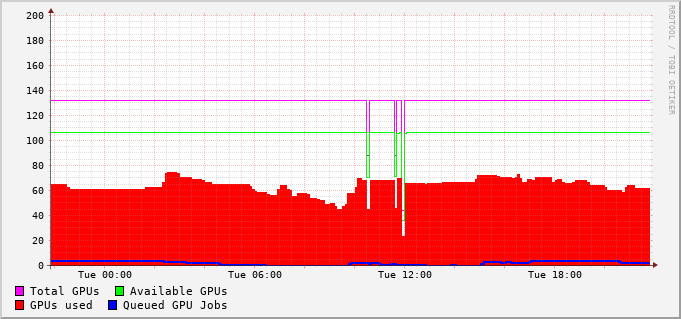 200
180
160
140
120
100
80
60
40
20
0
Tue 00:00 Tue 06:00 Tue 12:00 Tue 18:00
Total GPUs Available GPUs
GPUs used Queued GPU Jobs
RRDTOOL / TOBI OETIKER